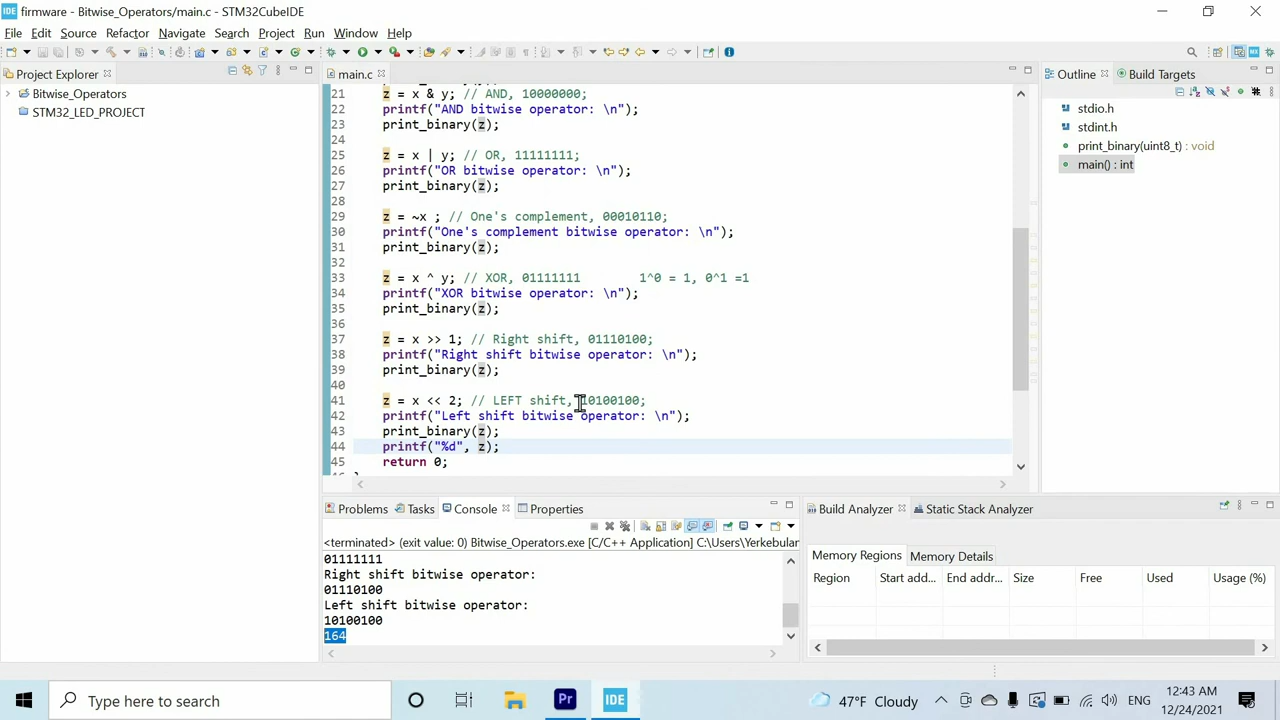 IDE firmware - Bitwise_Operators/main.c - STM32CubeIDE
File Edit Source Refactor Navigate Search Project Run Window Help
Project Explorer
Bitwise_Operators
STM32_LED_PROJECT
main.c
21 z = x & y; // AND, 10000000;
22 printf("AND bitwise operator: \n");
23 print_binary(z);
24
25 z = x | y; // OR, 11111111;
26 printf("OR bitwise operator: \n");
27 print_binary(z);
28
29 z = ~x ; // One's complement, 00010110;
30 printf("One's complement bitwise operator: \n");
31 print_binary(z);
32
33 z = x ^ y; // XOR, 01111111 1^0 = 1, 0^1 =1
34 printf("XOR bitwise operator: \n");
35 print_binary(z);
36
37 z = x >> 1; // Right shift, 01110100;
38 printf("Right shift bitwise operator: \n");
39 print_binary(z);
40
41 z = x << 2; // LEFT shift, 10100100;
42 printf("Left shift bitwise operator: \n");
43 print_binary(z);
44 printf("%d", z);
45 return 0;
Outline Build Targets
stdio.h
stdint.h
print_binary(uint8_t) : void
main() : int
Problems Tasks Console Properties
<terminated> (exit value: 0) Bitwise_Operators.exe [C/C++ Application] C:\Users\Yerkebulan
01111111
Right shift bitwise operator:
01110100
Left shift bitwise operator:
10100100
164
Build Analyzer Static Stack Analyzer
Memory Regions Memory Details
Region Start add... End addr... Size Free Used Usage (%)
Type here to search
Pr
IDE
47°F Cloudy
ENG
12:43 AM
12/24/2021